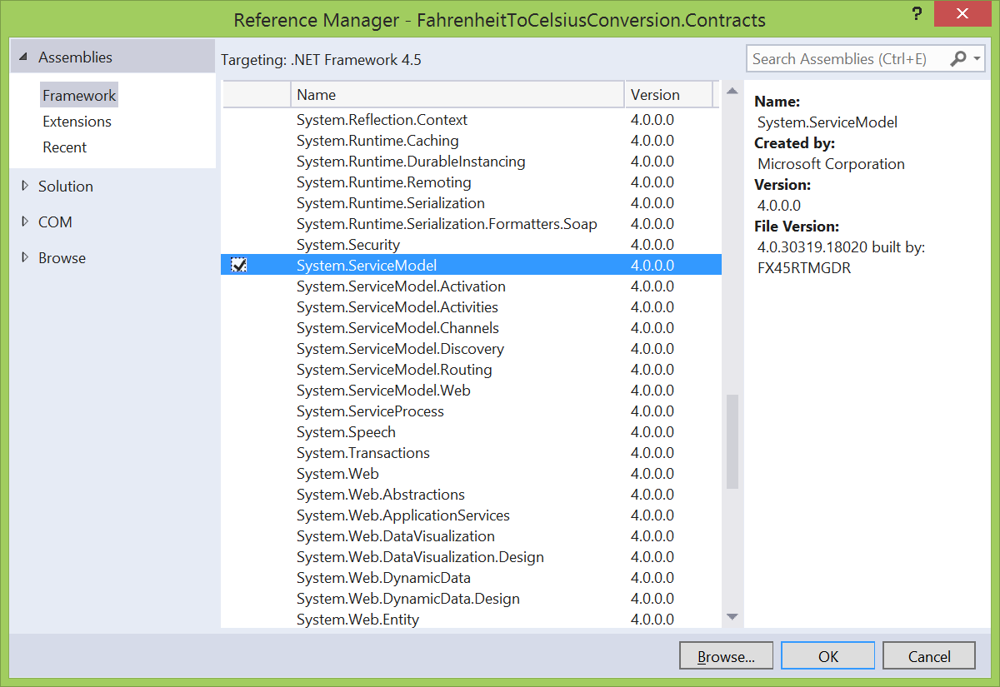 Reference Manager - FahrenheitToCelsiusConversion.Contracts
?
Assemblies
Framework
Extensions
Recent
Solution
COM
Browse
Targeting: .NET Framework 4.5
Search Assemblies (Ctrl+E)
Name Version
System.Reflection.Context 4.0.0.0
System.Runtime.Caching 4.0.0.0
System.Runtime.DurableInstancing 4.0.0.0
System.Runtime.Remoting 4.0.0.0
System.Runtime.Serialization 4.0.0.0
System.Runtime.Serialization.Formatters.Soap 4.0.0.0
System.Security 4.0.0.0
System.ServiceModel 4.0.0.0
System.ServiceModel.Activation 4.0.0.0
System.ServiceModel.Activities 4.0.0.0
System.ServiceModel.Channels 4.0.0.0
System.ServiceModel.Discovery 4.0.0.0
System.ServiceModel.Routing 4.0.0.0
System.ServiceModel.Web 4.0.0.0
System.ServiceProcess 4.0.0.0
System.Speech 4.0.0.0
System.Transactions 4.0.0.0
System.Web 4.0.0.0
System.Web.Abstractions 4.0.0.0
System.Web.ApplicationServices 4.0.0.0
System.Web.DataVisualization 4.0.0.0
System.Web.DataVisualization.Design 4.0.0.0
System.Web.DynamicData 4.0.0.0
System.Web.DynamicData.Design 4.0.0.0
System.Web.Entity 4.0.0.0
Name:
System.ServiceModel
Created by:
Microsoft Corporation
Version:
4.0.0.0
File Version:
4.0.30319.18020 built by:
FX45RTMGDR
Browse... OK Cancel